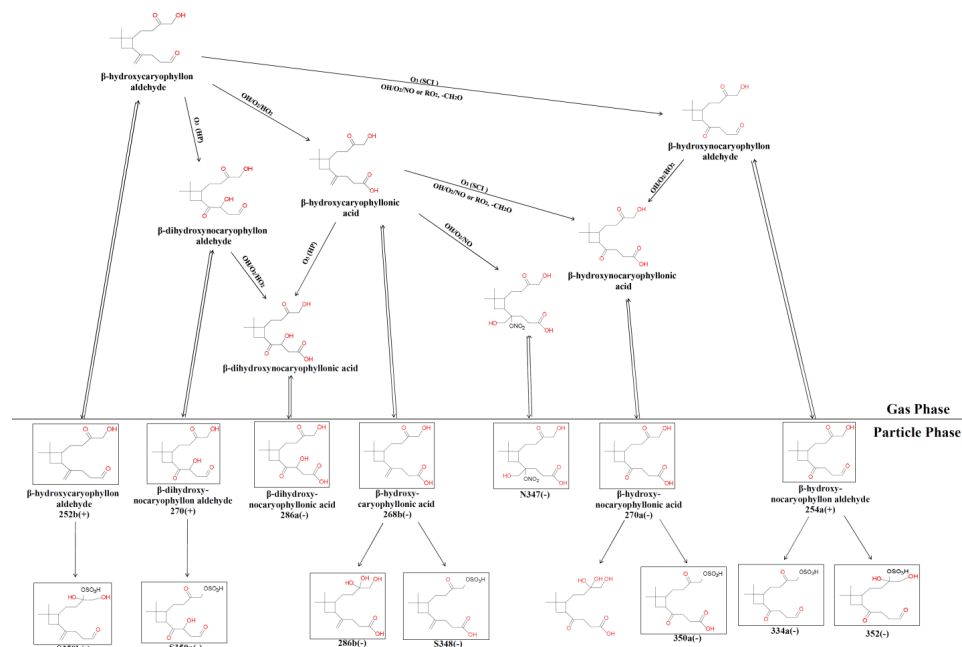 β-hydroxycaryophyllon
aldehyde
O₃ (SCI )
OH/O₂/NO or RO₂, -CH₂O
β-hydroxynocaryophyllon
aldehyde
OH/O₂/HO₂
O₃ (HP)
β-dihydroxynocaryophyllon
aldehyde
β-hydroxycaryophyllonic
acid
O₃ (SCI )
OH/O₂/NO or RO₂, -CH₂O
OH/O₂/HO₂
OH/O₂/HO₂
O₃ (HP)
OH/O₂/NO
β-hydroxynocaryophyllonic
acid
β-dihydroxynocaryophyllonic acid
Gas Phase
Particle Phase
β-hydroxycaryophyllon
aldehyde
252b(+)
β-dihydroxy-
nocaryophyllon aldehyde
270(+)
β-dihydroxy-
nocaryophyllonic acid
286a(-)
β-hydroxy-
caryophyllonic acid
268b(-)
N347(-)
β-hydroxy-
nocaryophyllonic acid
270a(-)
β-hydroxy-
nocaryophyllon aldehyde
254a(+)
286b(-)
S348(-)
350a(-)
334a(-)
352(-)